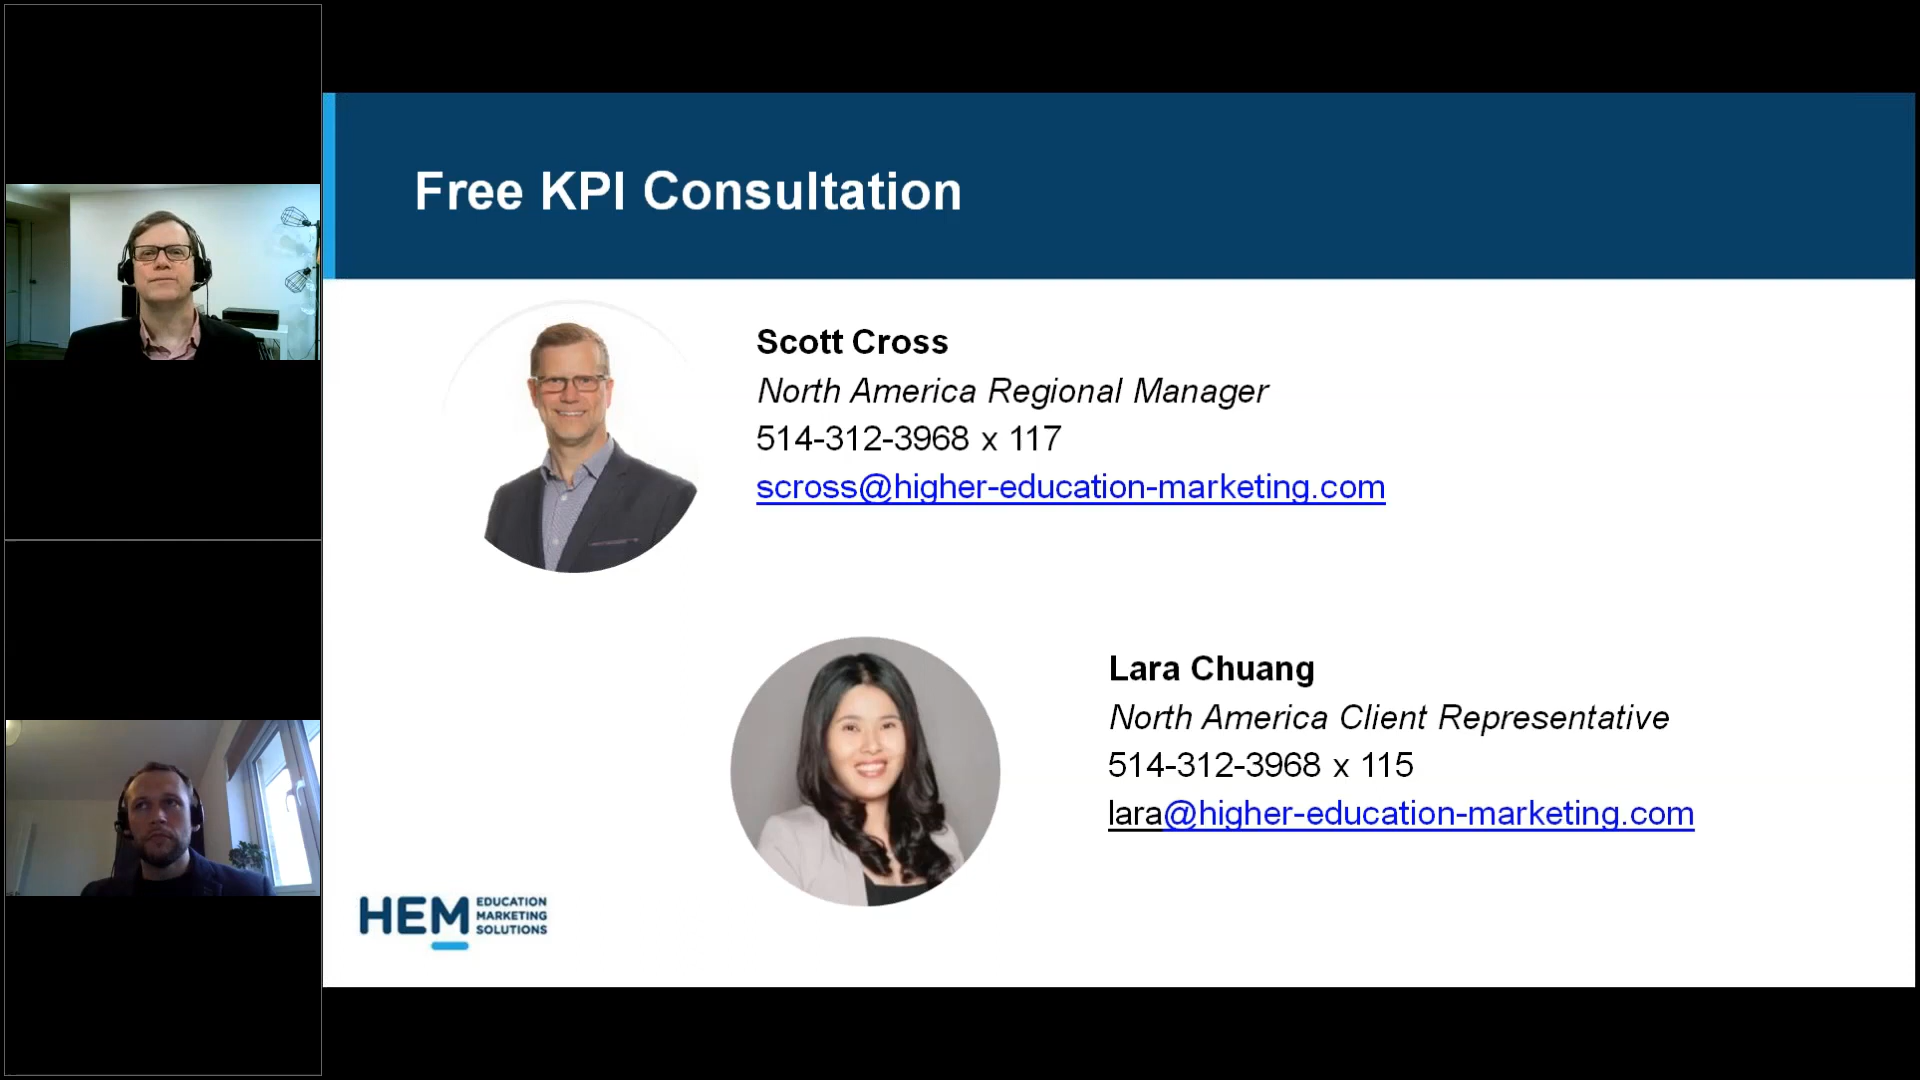 Free KPI Consultation
Scott Cross
North America Regional Manager
514-312-3968 x 117
scross@higher-education-marketing.com
Lara Chuang
North America Client Representative
514-312-3968 x 115
lara@higher-education-marketing.com
HEM
EDUCATION
MARKETING
SOLUTIONS